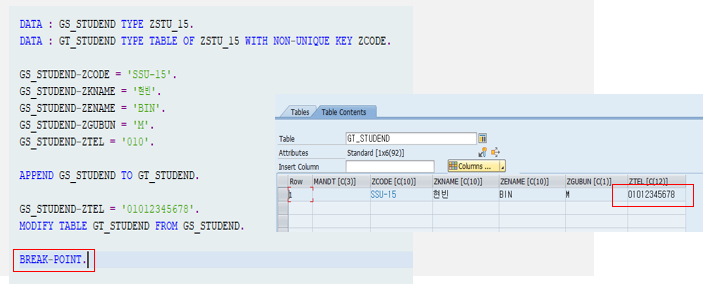 DATA : GS_STUDEND TYPE ZSTU_15.
DATA : GT_STUDEND TYPE TABLE OF ZSTU_15 WITH NON-UNIQUE KEY ZCODE.
GS_STUDEND-ZCODE = 'SSU-15'.
GS_STUDEND-ZKNAME = '현빈'.
GS_STUDEND-ZENAME = 'BIN'.
GS_STUDEND-ZGUBUN = 'M'.
GS_STUDEND-ZTEL = '010'.
APPEND GS_STUDEND TO GT_STUDEND.
GS_STUDEND-ZTEL = '01012345678'.
MODIFY TABLE GT_STUDEND FROM GS_STUDEND.
BREAK-POINT.
Tables Table Contents
Table GT_STUDEND
Attributes Standard [1x6(92)]
Insert Column Columns ...
Row MANDT [C(3)] ZCODE [C(10)] ZKNAME [C(10)] ZENAME [C(10)] ZGUBUN [C(1)] ZTEL [C(12)]
1 SSU-15 현빈 BIN M 01012345678